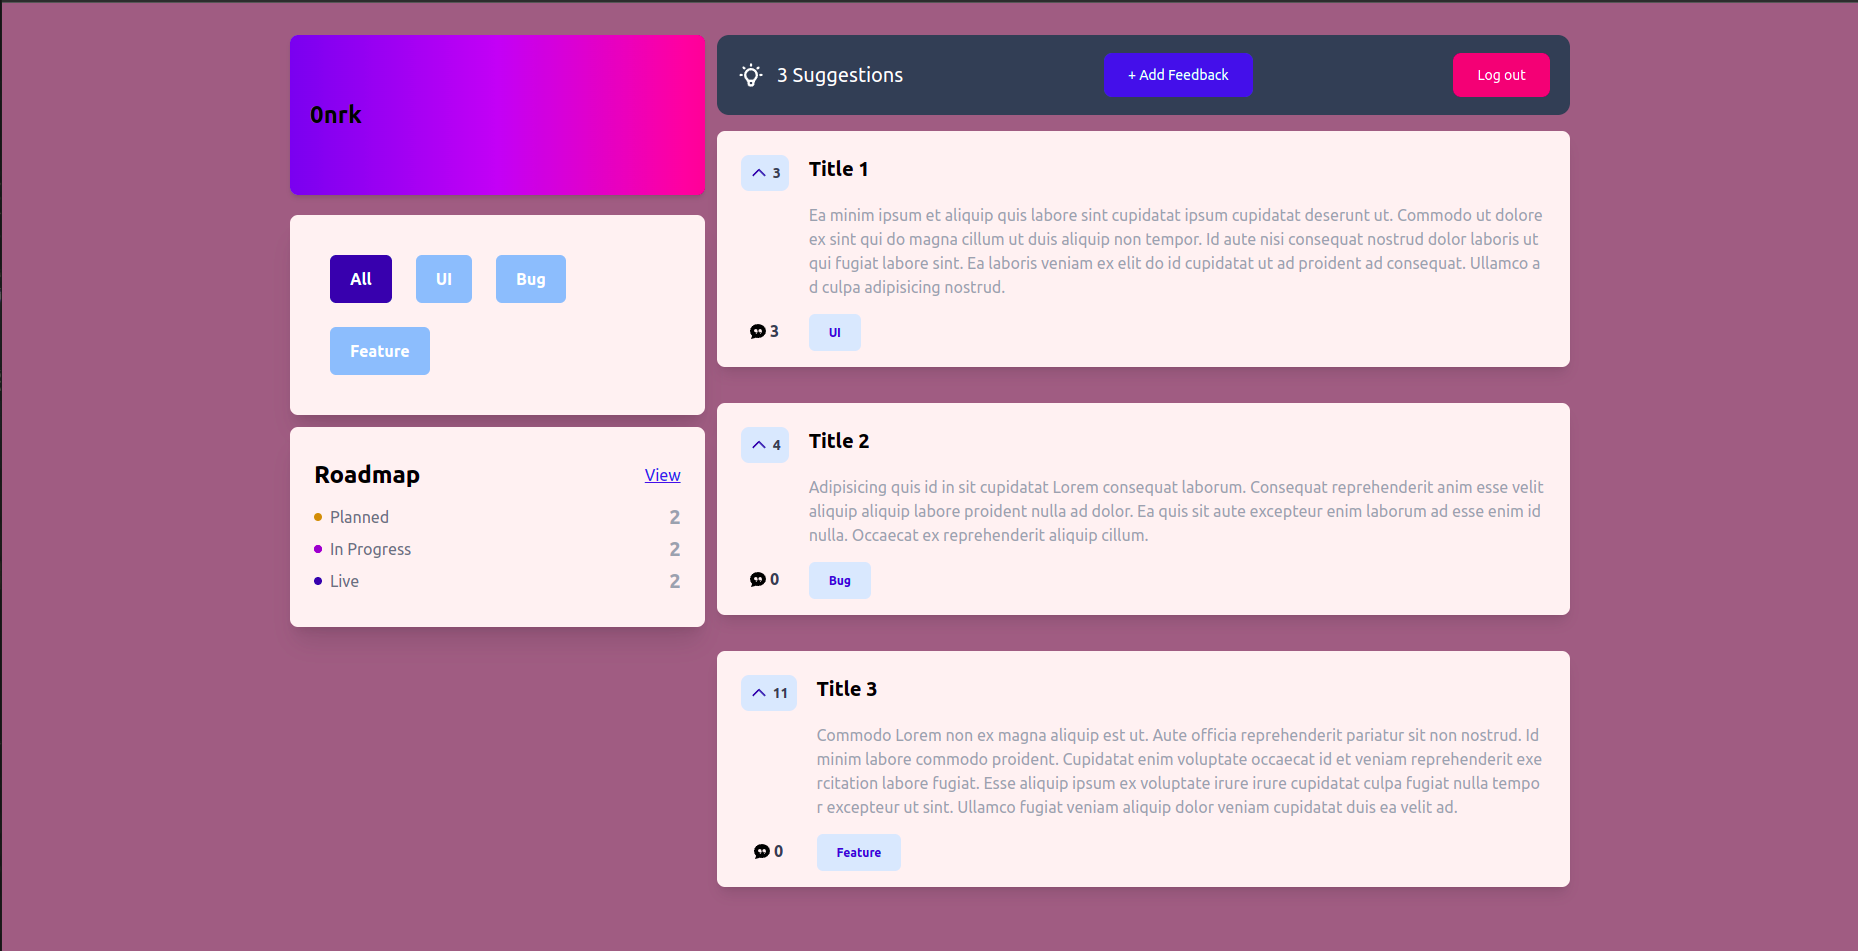 0nrk
All
UI
Bug
Feature
Roadmap
View
Planned
2
In Progress
2
Live
2
3 Suggestions
+ Add Feedback
Log out
3
Title 1
Ea minim ipsum et aliquip quis labore sint cupidatat ipsum cupidatat deserunt ut. Commodo ut dolore
ex sint qui do magna cillum ut duis aliquip non tempor. Id aute nisi consequat nostrud dolor laboris ut
qui fugiat labore sint. Ea laboris veniam ex elit do id cupidatat ut ad proident ad consequat. Ullamco a
d culpa adipisicing nostrud.
3
UI
4
Title 2
Adipisicing quis id in sit cupidatat Lorem consequat laborum. Consequat reprehenderit anim esse velit
aliquip aliquip labore proident nulla ad dolor. Ea quis sit aute excepteur enim laborum ad esse enim id
nulla. Occaecat ex reprehenderit aliquip cillum.
0
Bug
11
Title 3
Commodo Lorem non ex magna aliquip est ut. Aute officia reprehenderit pariatur sit non nostrud. Id
minim labore commodo proident. Cupidatat enim voluptate occaecat id et veniam reprehenderit exe
rcitation labore fugiat. Esse aliquip ipsum ex voluptate irure irure cupidatat culpa fugiat nulla tempo
r excepteur ut sint. Ullamco fugiat veniam aliquip dolor veniam cupidatat duis ea velit ad.
0
Feature